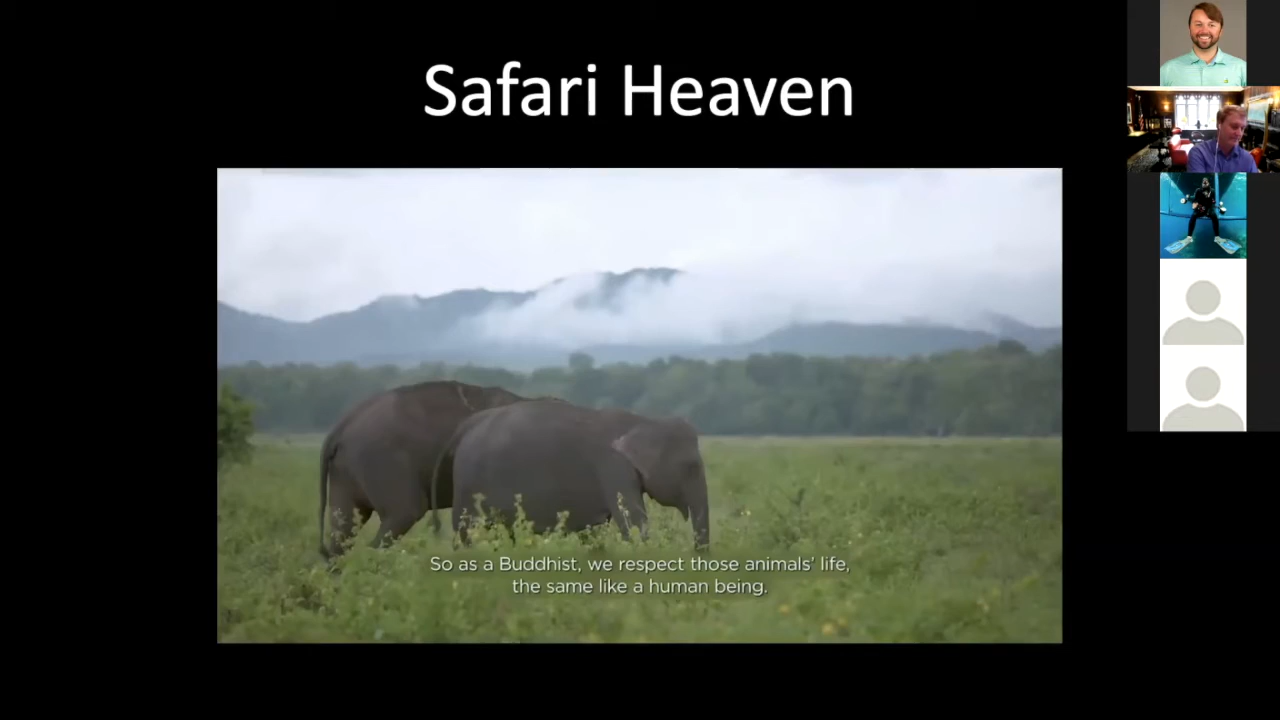 Safari Heaven
So as a Buddhist, we respect those animals' life,
the same like a human being.